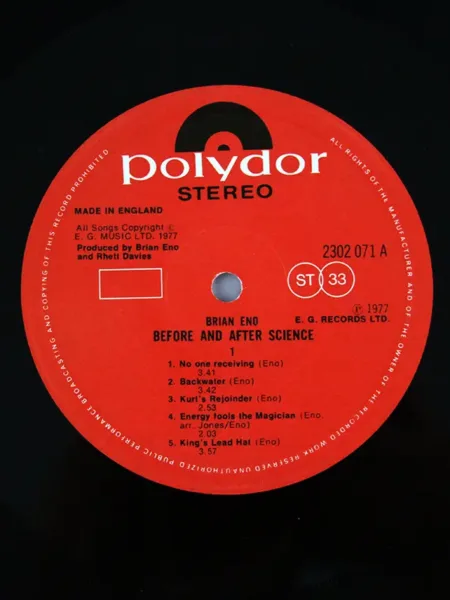 polydor
STEREO
MADE IN ENGLAND
All Songs Copyright ©
E. G. MUSIC LTD. 1977
Produced by Brian Eno
and Rhett Davies
2302 071 A
ST 33
℗ 1977
E. G. RECORDS LTD.
BRIAN ENO
BEFORE AND AFTER SCIENCE
1
1. No one receiving (Eno)
3.41
2. Backwater (Eno)
3.42
3. Kurt's Rejoinder (Eno)
2.53
4. Energy fools the Magician (Eno,
arr. Jones/Eno)
2.03
5. King's Lead Hat (Eno)
3.57
ALL RIGHTS OF THE MANUFACTURER AND OF THE OWNER OF THE RECORDED WORK RESERVED UNAUTHORIZED PUBLIC PERFORMANCE BROADCASTING AND COPYING OF THIS RECORD PROHIBITED